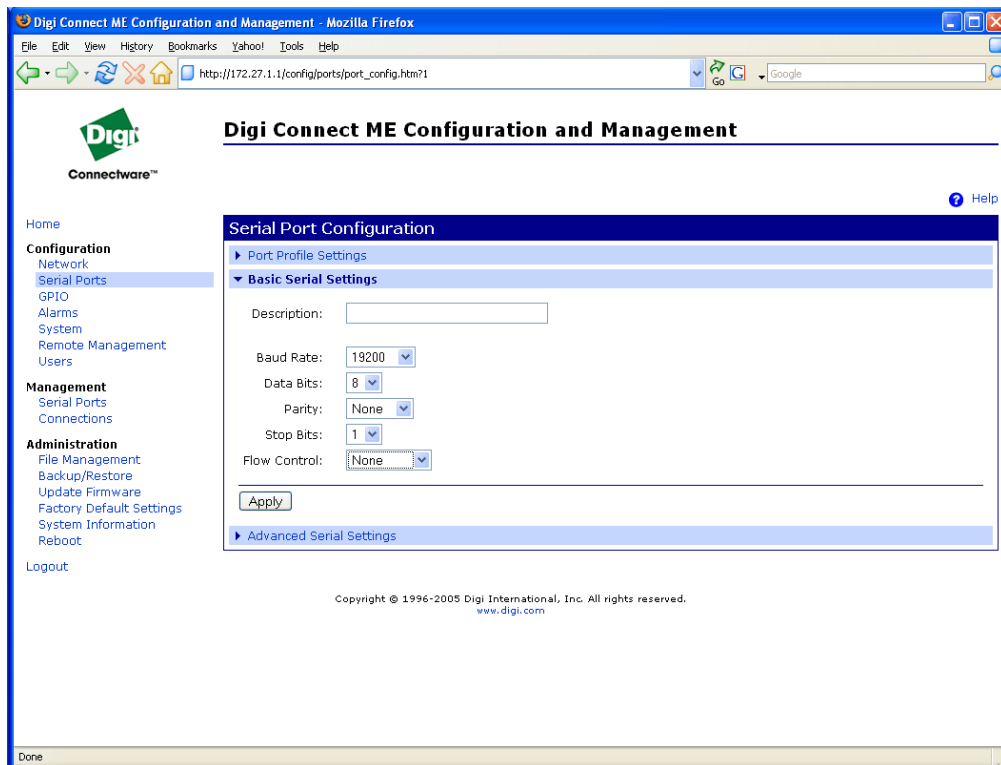 Digi Connect ME Configuration and Management - Mozilla Firefox
File Edit View History Bookmarks Yahoo! Tools Help
http://172.27.1.1/config/ports/port_config.htm?1
Go
G
Google
Digi
Connectware™
Digi Connect ME Configuration and Management
? Help
Home
Configuration
Network
Serial Ports
GPIO
Alarms
System
Remote Management
Users
Management
Serial Ports
Connections
Administration
File Management
Backup/Restore
Update Firmware
Factory Default Settings
System Information
Reboot
Logout
Serial Port Configuration
Port Profile Settings
Basic Serial Settings
Description:
Baud Rate: 19200
Data Bits: 8
Parity: None
Stop Bits: 1
Flow Control: None
Apply
Advanced Serial Settings
Copyright © 1996-2005 Digi International, Inc. All rights reserved.
www.digi.com
Done